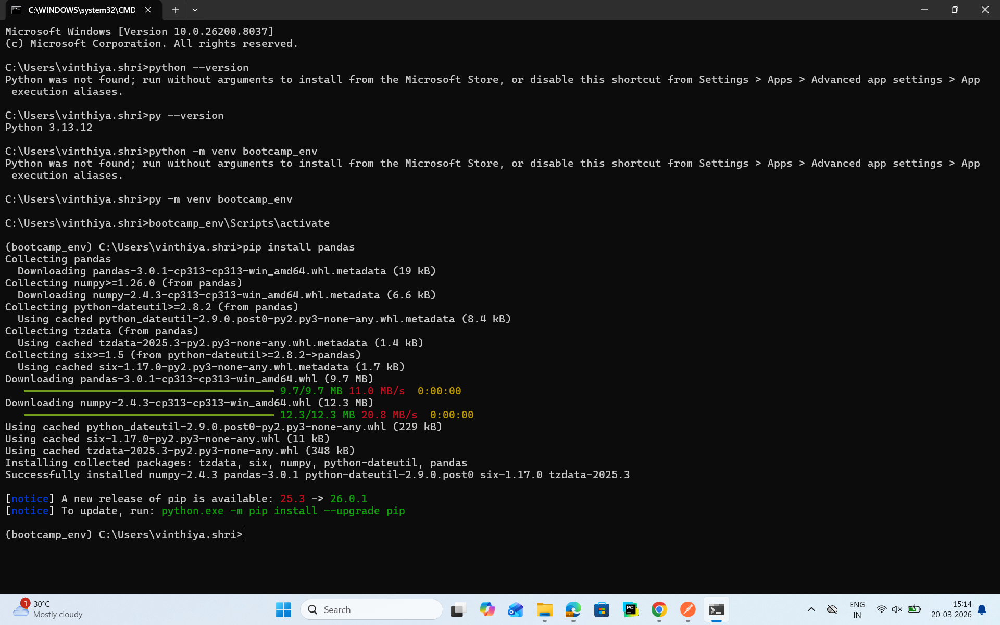 C:\WINDOWS\system32\CMD
Microsoft Windows [Version 10.0.26200.8037]
(c) Microsoft Corporation. All rights reserved.
C:\Users\vinthiya.shri>python --version
Python was not found; run without arguments to install from the Microsoft Store, or disable this shortcut from Settings > Apps > Advanced app settings > App
 execution aliases.
C:\Users\vinthiya.shri>py --version
Python 3.13.12
C:\Users\vinthiya.shri>python -m venv bootcamp_env
Python was not found; run without arguments to install from the Microsoft Store, or disable this shortcut from Settings > Apps > Advanced app settings > App
 execution aliases.
C:\Users\vinthiya.shri>py -m venv bootcamp_env
C:\Users\vinthiya.shri>bootcamp_env\Scripts\activate
(bootcamp_env) C:\Users\vinthiya.shri>pip install pandas
Collecting pandas
  Downloading pandas-3.0.1-cp313-cp313-win_amd64.whl.metadata (19 kB)
Collecting numpy>=1.26.0 (from pandas)
  Downloading numpy-2.4.3-cp313-cp313-win_amd64.whl.metadata (6.6 kB)
Collecting python-dateutil>=2.8.2 (from pandas)
  Using cached python_dateutil-2.9.0.post0-py2.py3-none-any.whl.metadata (8.4 kB)
Collecting tzdata (from pandas)
  Using cached tzdata-2025.3-py2.py3-none-any.whl.metadata (1.4 kB)
Collecting six>=1.5 (from python-dateutil>=2.8.2->pandas)
  Using cached six-1.17.0-py2.py3-none-any.whl.metadata (1.7 kB)
Downloading pandas-3.0.1-cp313-cp313-win_amd64.whl (9.7 MB)
9.7/9.7 MB 11.0 MB/s  0:00:00
Downloading numpy-2.4.3-cp313-cp313-win_amd64.whl (12.3 MB)
12.3/12.3 MB 20.8 MB/s  0:00:00
Using cached python_dateutil-2.9.0.post0-py2.py3-none-any.whl (229 kB)
Using cached six-1.17.0-py2.py3-none-any.whl (11 kB)
Using cached tzdata-2025.3-py2.py3-none-any.whl (348 kB)
Installing collected packages: tzdata, six, numpy, python-dateutil, pandas
Successfully installed numpy-2.4.3 pandas-3.0.1 python-dateutil-2.9.0.post0 six-1.17.0 tzdata-2025.3
[notice] A new release of pip is available: 25.3 -> 26.0.1
[notice] To update, run: python.exe -m pip install --upgrade pip
(bootcamp_env) C:\Users\vinthiya.shri>
1
30°C
Mostly cloudy
Search
PC
ENG
IN
15:14
20-03-2026